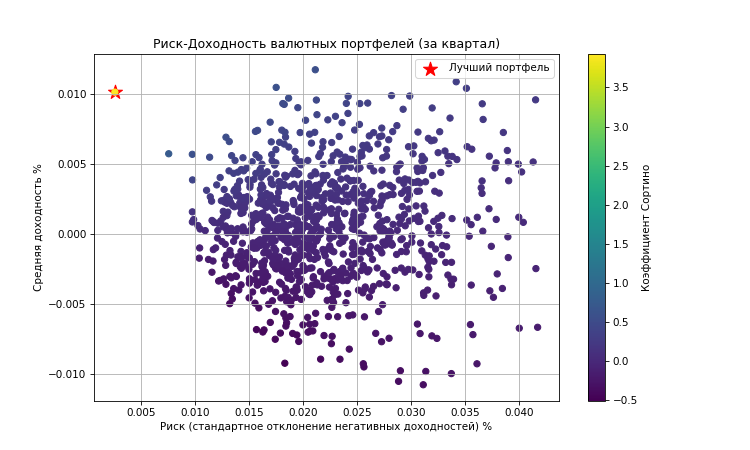 Риск-Доходность валютных портфелей (за квартал)
Лучший портфель
Средняя доходность %
0.010
0.005
0.000
−0.005
−0.010
0.005 0.010 0.015 0.020 0.025 0.030 0.035 0.040
Риск (стандартное отклонение негативных доходностей) %
3.5
3.0
2.5
2.0
1.5
1.0
0.5
0.0
−0.5
Коэффициент Сортино